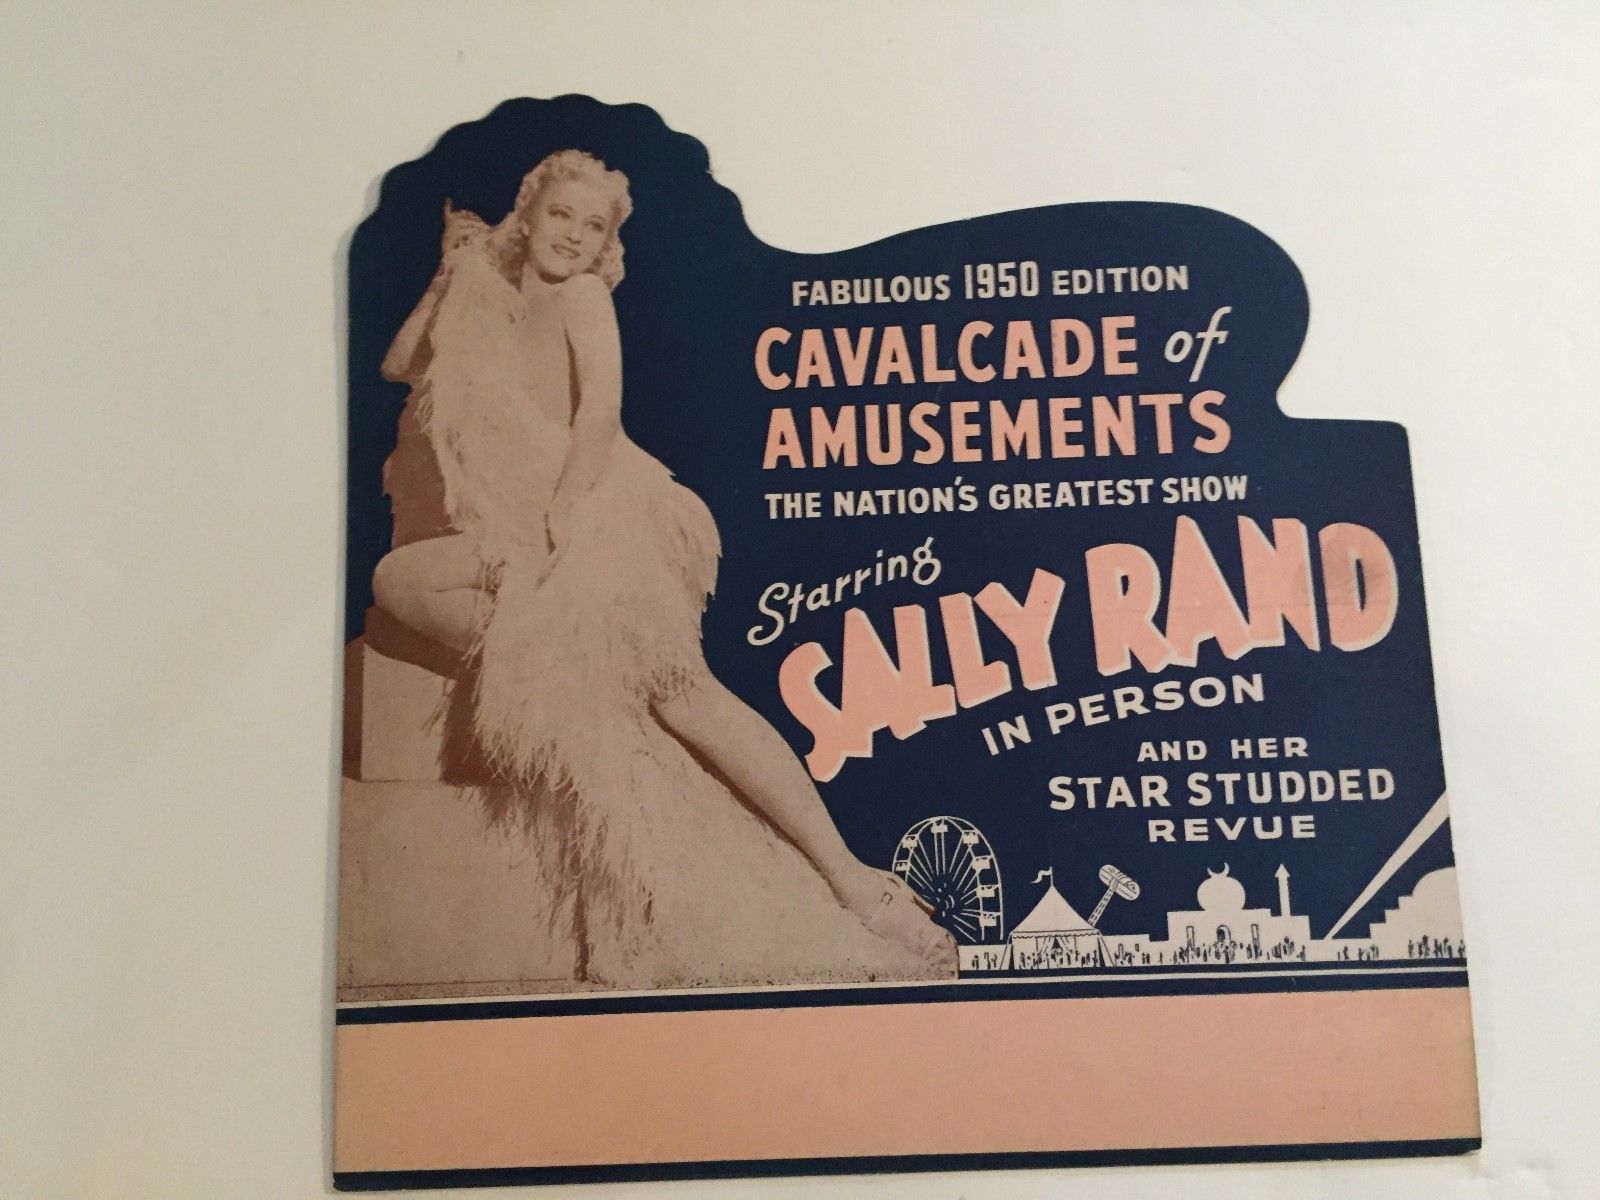 FABULOUS 1950 EDITION
CAVALCADE of
AMUSEMENTS
THE NATION'S GREATEST SHOW
Starring
SALLY RAND
IN PERSON
AND HER
STAR STUDDED
REVUE